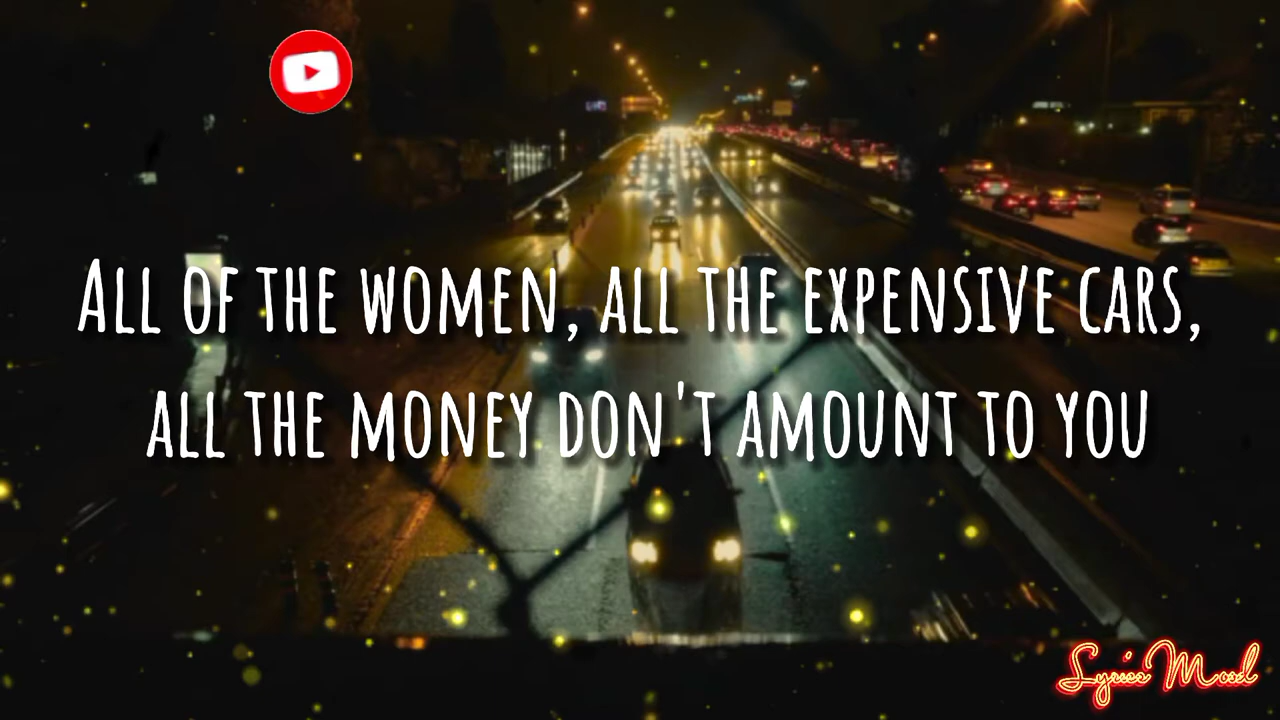 All of the women, all the expensive cars,
all the money don't amount to you
Lyrics Mood